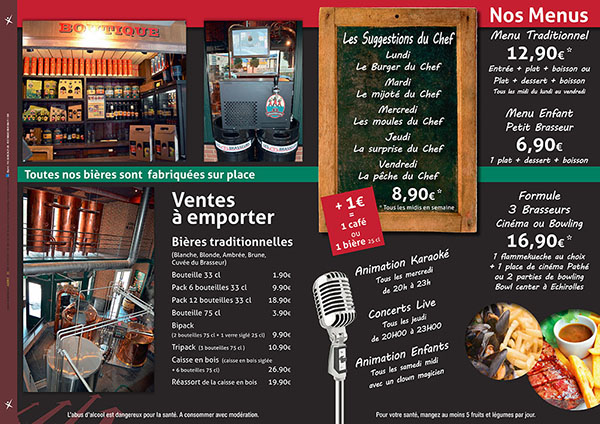 BOUTIQUE
Toutes nos bières sont fabriquées sur place
Ventes
à emporter
Bières traditionnelles
(Blanche, Blonde, Ambrée, Brune,
Cuvée du Brasseur)
Bouteille 33 cl 1.90€
Pack 6 bouteilles 33 cl 9.90€
Pack 12 bouteilles 33 cl 18.90€
Bouteille 75 cl 3.90€
Bipack
(2 bouteilles 75 cl + 1 verre siglé 25 cl) 9.90€
Tripack (3 bouteilles 75 cl) 10.90€
Caisse en bois (caisse en bois siglée
+ 6 bouteilles 75 cl) 26.90€
Réassort de la caisse en bois 19.90€
L'abus d'alcool est dangereux pour la santé. A consommer avec modération.
Les Suggestions du Chef
Lundi
Le Burger du Chef
Mardi
Le mijoté du Chef
Mercredi
Les moules du Chef
Jeudi
La surprise du Chef
Vendredi
La pêche du Chef
8,90€*
* Tous les midis en semaine
+ 1€
=
1 café
ou
1 bière 25 cl
Animation Karaoké
Tous les mercredi
de 20h à 23h
Concerts Live
Tous les jeudi
de 20H00 à 23H00
Animation Enfants
Tous les samedi midi
avec un clown magicien
Nos Menus
Menu Traditionnel
12,90€*
Entrée + plat + boisson ou
Plat + dessert + boisson
Tous les midi du lundi au vendredi
Menu Enfant
Petit Brasseur
6,90€
1 plat + dessert + boisson
Formule
3 Brasseurs
Cinéma ou Bowling
16,90€*
1 flammekueche au choix
+ 1 place de cinéma Pathé
ou 2 parties de bowling
Bowl center à Echirolles
Pour votre santé, mangez au moins 5 fruits et légumes par jour.